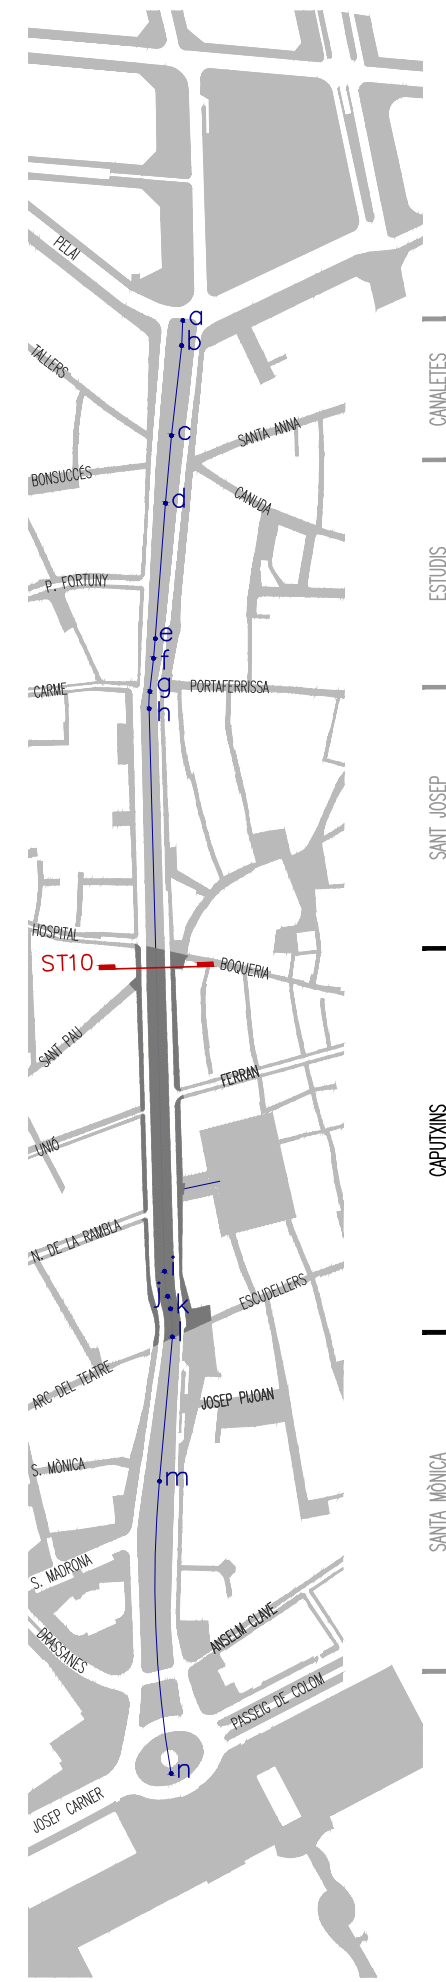 PELAI
a
b
CANALETES
TALLERS
c
SANTA ANNA
BONSUCCÉS
CANUDA
d
ESTUDIS
P. FORTUNY
e
f
CARME
g
PORTAFERRISSA
h
SANT JOSEP
HOSPITAL
ST10
BOQUERIA
SANT PAU
FERRAN
CAPUTXINS
UNIÓ
N. DE LA RAMBLA
i
j
k
ESCUDELLERS
l
ARC DEL TEATRE
JOSEP PIJOAN
S. MÒNICA
m
SANTA MÒNICA
S. MADRONA
DRASSANES
ANSELM CLAVE
PASSEIG DE COLOM
n
JOSEP CARNER